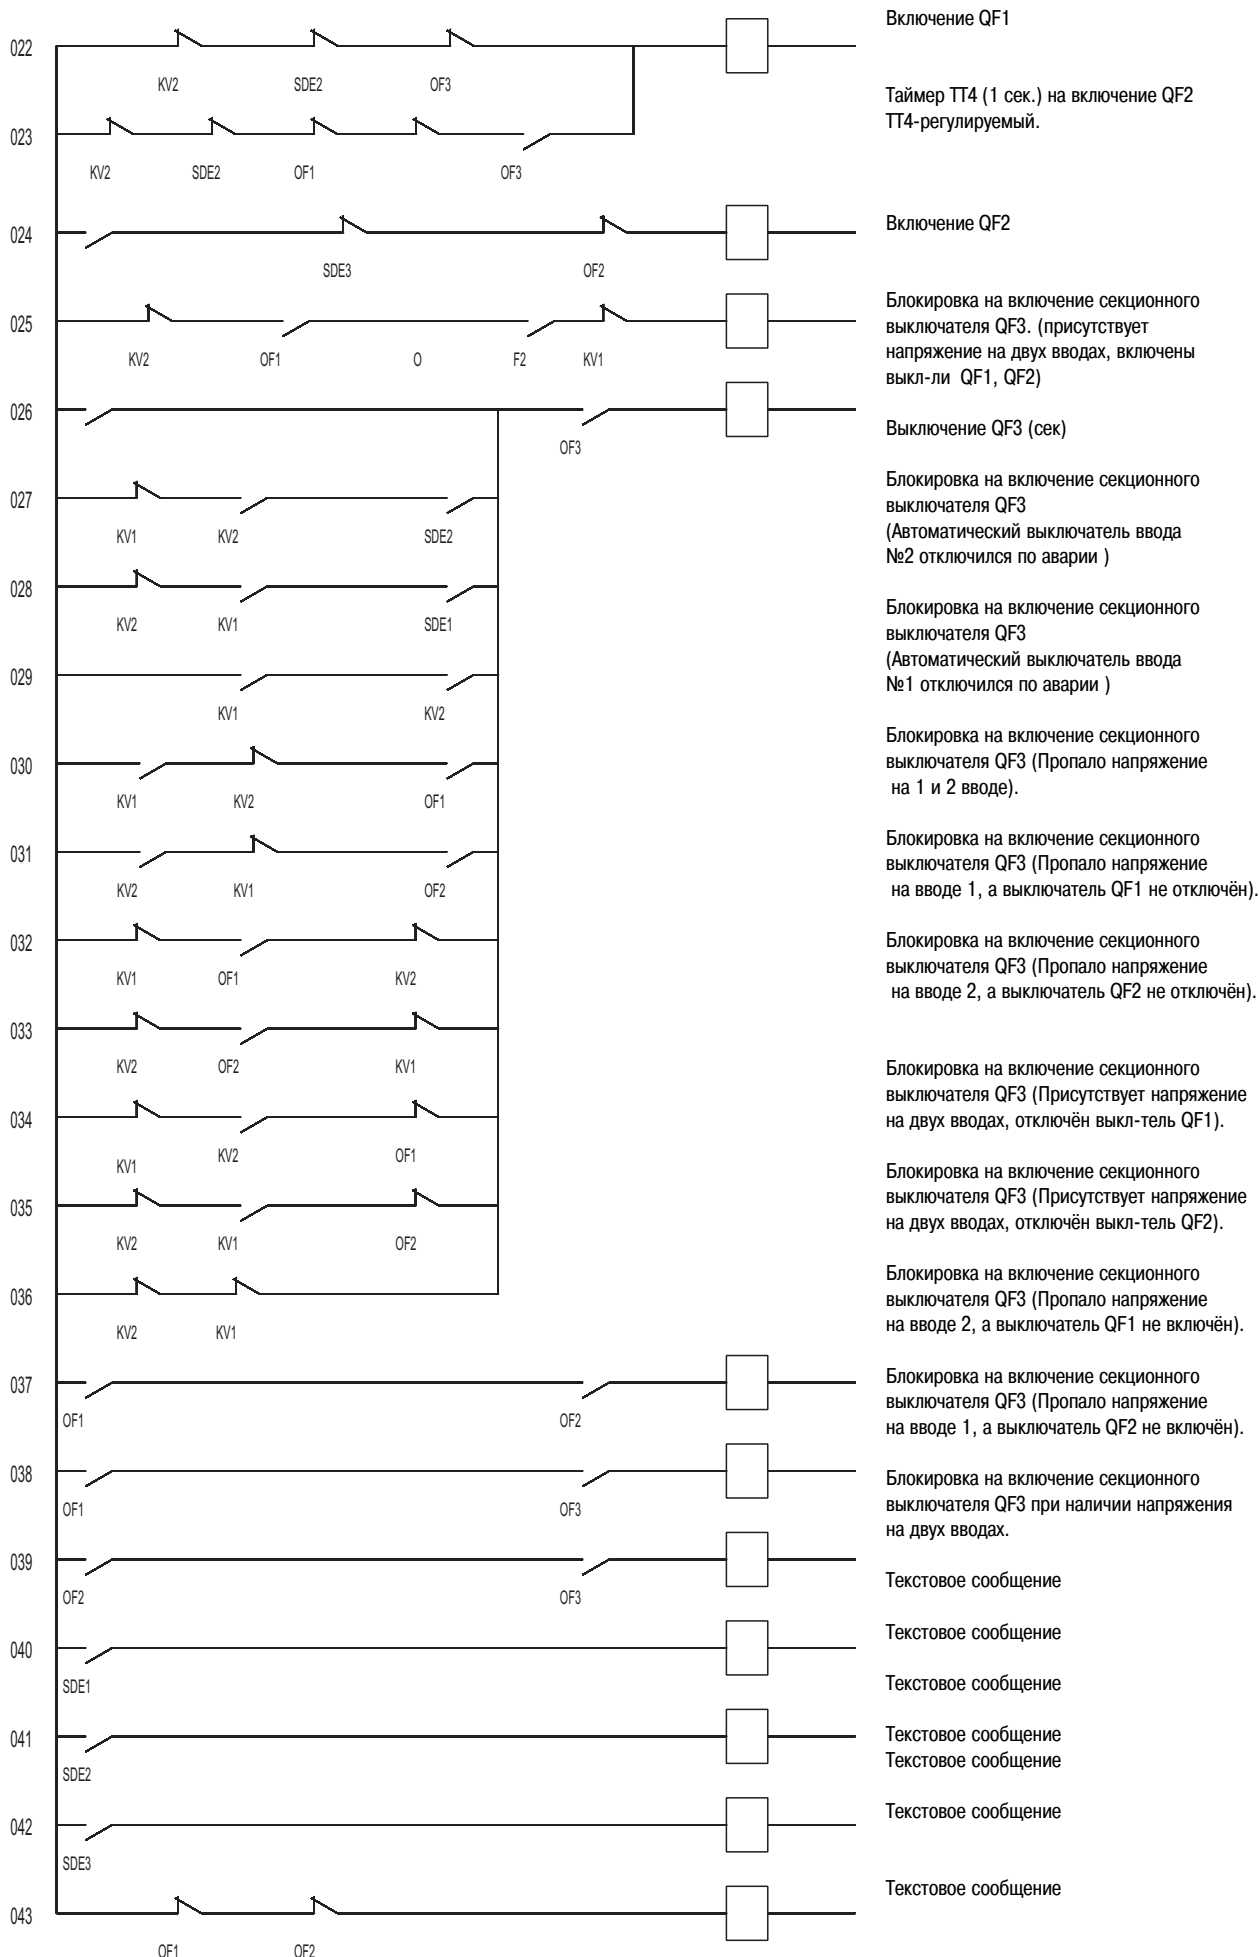 Включение QF1
022
KV2 SDE2 OF3
Таймер TT4 (1 сек.) на включение QF2
TT4-регулируемый.
023
KV2 SDE2 OF1 OF3
024
Включение QF2
SDE3 OF2
025
Блокировка на включение секционного
выключателя QF3. (присутствует
напряжение на двух вводах, включены
выкл-ли QF1, QF2)
KV2 OF1 O F2 KV1
026
Выключение QF3 (сек)
OF3
Блокировка на включение секционного
выключателя QF3
(Автоматический выключатель ввода
№2 отключился по аварии )
027
KV1 KV2 SDE2
028
Блокировка на включение секционного
выключателя QF3
(Автоматический выключатель ввода
№1 отключился по аварии )
KV2 KV1 SDE1
029
KV1 KV2
Блокировка на включение секционного
выключателя QF3 (Пропало напряжение
на 1 и 2 вводе).
030
KV1 KV2 OF1
Блокировка на включение секционного
выключателя QF3 (Пропало напряжение
на вводе 1, а выключатель QF1 не отключён).
031
KV2 KV1 OF2
Блокировка на включение секционного
выключателя QF3 (Пропало напряжение
на вводе 2, а выключатель QF2 не отключён).
032
KV1 OF1 KV2
033
KV2 OF2 KV1
Блокировка на включение секционного
выключателя QF3 (Присутствует напряжение
на двух вводах, отключён выкл-тель QF1).
034
KV1 KV2 OF1
Блокировка на включение секционного
выключателя QF3 (Присутствует напряжение
на двух вводах, отключён выкл-тель QF2).
035
KV2 KV1 OF2
Блокировка на включение секционного
выключателя QF3 (Пропало напряжение
на вводе 2, а выключатель QF1 не включён).
036
KV2 KV1
Блокировка на включение секционного
выключателя QF3 (Пропало напряжение
на вводе 1, а выключатель QF2 не включён).
037
OF1 OF2
Блокировка на включение секционного
выключателя QF3 при наличии напряжения
на двух вводах.
038
OF1 OF3
039
Текстовое сообщение
OF2 OF3
Текстовое сообщение
040
Текстовое сообщение
SDE1
Текстовое сообщение
041
Текстовое сообщение
SDE2
Текстовое сообщение
042
SDE3
Текстовое сообщение
043
OF1 OF2